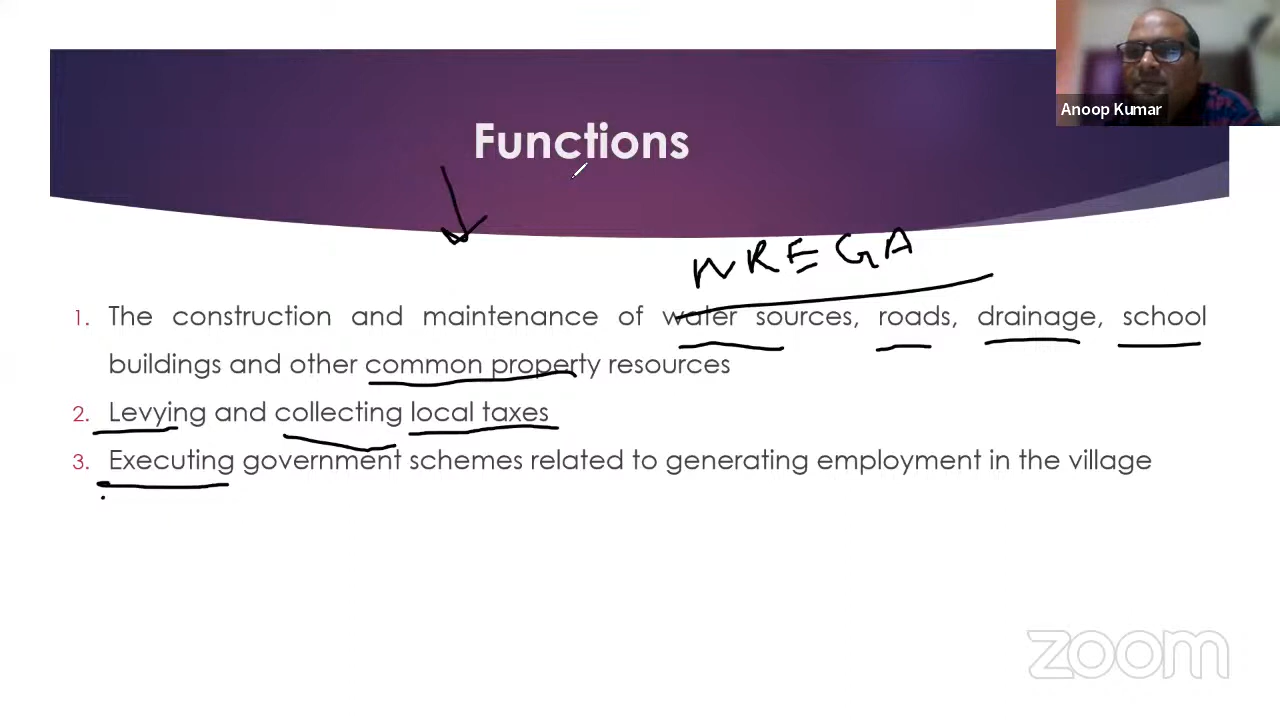 Anoop Kumar
Functions
NREGA
1. The construction and maintenance of water sources, roads, drainage, school
buildings and other common property resources
2. Levying and collecting local taxes
3. Executing government schemes related to generating employment in the village
zoom